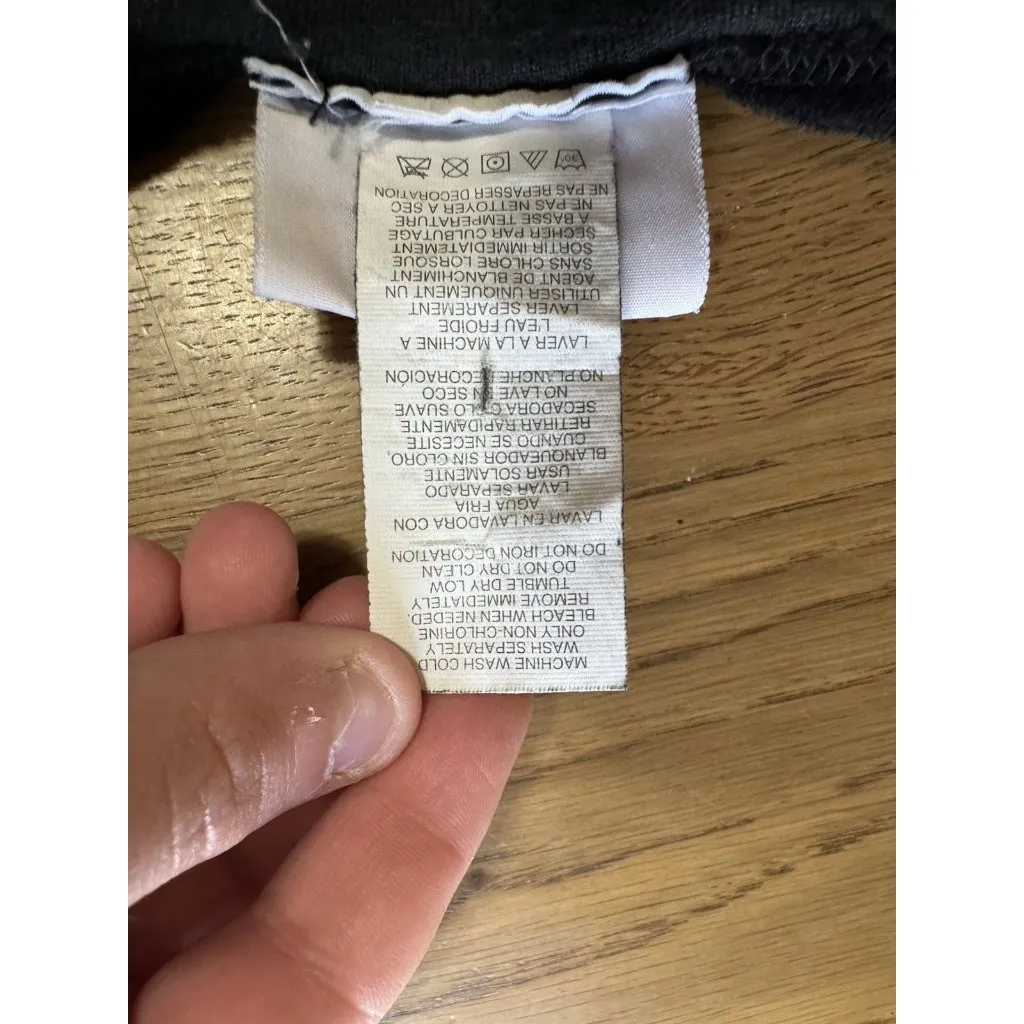 MACHINE WASH COLD
WASH SEPARATELY
ONLY NON-CHLORINE
BLEACH WHEN NEEDED.
REMOVE IMMEDIATELY
TUMBLE DRY LOW
DO NOT DRY CLEAN
DO NOT IRON DECORATION
LAVAR EN LAVADORA CON
AGUA FRIA
LAVAR SEPARADO
USAR SOLAMENTE
BLANQUEADOR SIN CLORO,
CUANDO SE NECESITE
RETIRAR RAPIDAMENTE
SECADORA CICLO SUAVE
NO LAVE EN SECO
NO PLANCHE DECORACIÓN
LAVER A LA MACHINE A
L'EAU FROIDE
LAVER SEPAREMENT
UTILISER UNIQUEMENT UN
AGENT DE BLANCHIMENT
SANS CHLORE LORSQUE
SORTIR IMMEDIATEMENT
SECHER PAR CULBUTAGE
A BASSE TEMPERATURE
NE PAS NETTOYER A SEC
NE PAS REPASSER DECORATION
30°